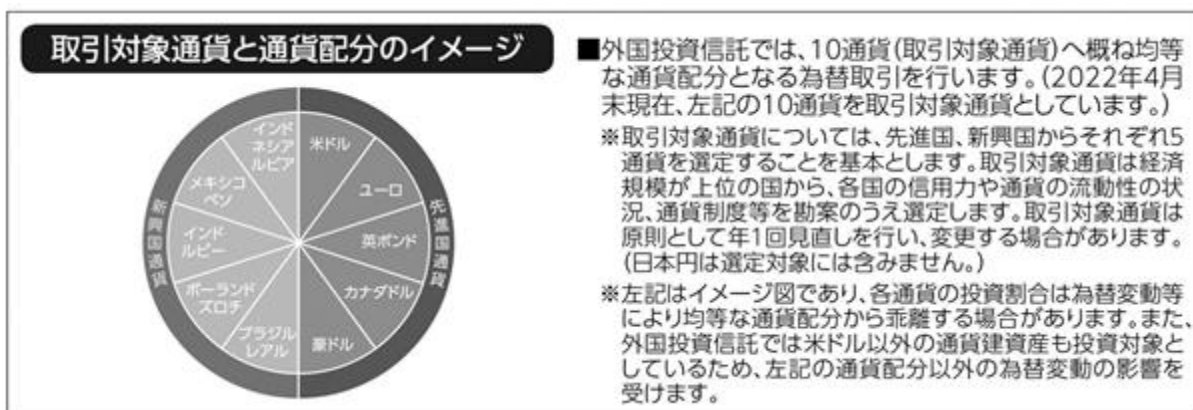 取引対象通貨と通貨配分のイメージ
インド
ネシア
ルピア
米ドル
メキシコ
ペソ
ユーロ
インド
ルピー
英ポンド
ポーランド
ズロチ
カナダドル
ブラジル
レアル
豪ドル
新興国通貨
先進国通貨
■外国投資信託では、10通貨(取引対象通貨)へ概ね均等
な通貨配分となる為替取引を行います。(2022年4月
末現在、左記の10通貨を取引対象通貨としています。)
※取引対象通貨については、先進国、新興国からそれぞれ5
通貨を選定することを基本とします。取引対象通貨は経済
規模が上位の国から、各国の信用力や通貨の流動性の状
況、通貨制度等を勘案のうえ選定します。取引対象通貨は
原則として年1回見直しを行い、変更する場合があります。
(日本円は選定対象には含みません。)
※左記はイメージ図であり、各通貨の投資割合は為替変動等
により均等な通貨配分から乖離する場合があります。また、
外国投資信託では米ドル以外の通貨建資産も投資対象と
しているため、左記の通貨配分以外の為替変動の影響を
受けます。